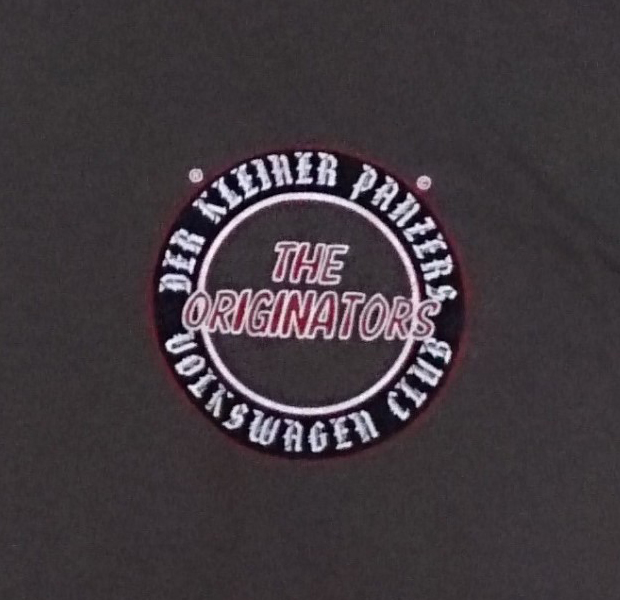 ® ©
DER KLEINER PANZERS
THE
ORIGINATORS
VOLKSWAGEN CLUB